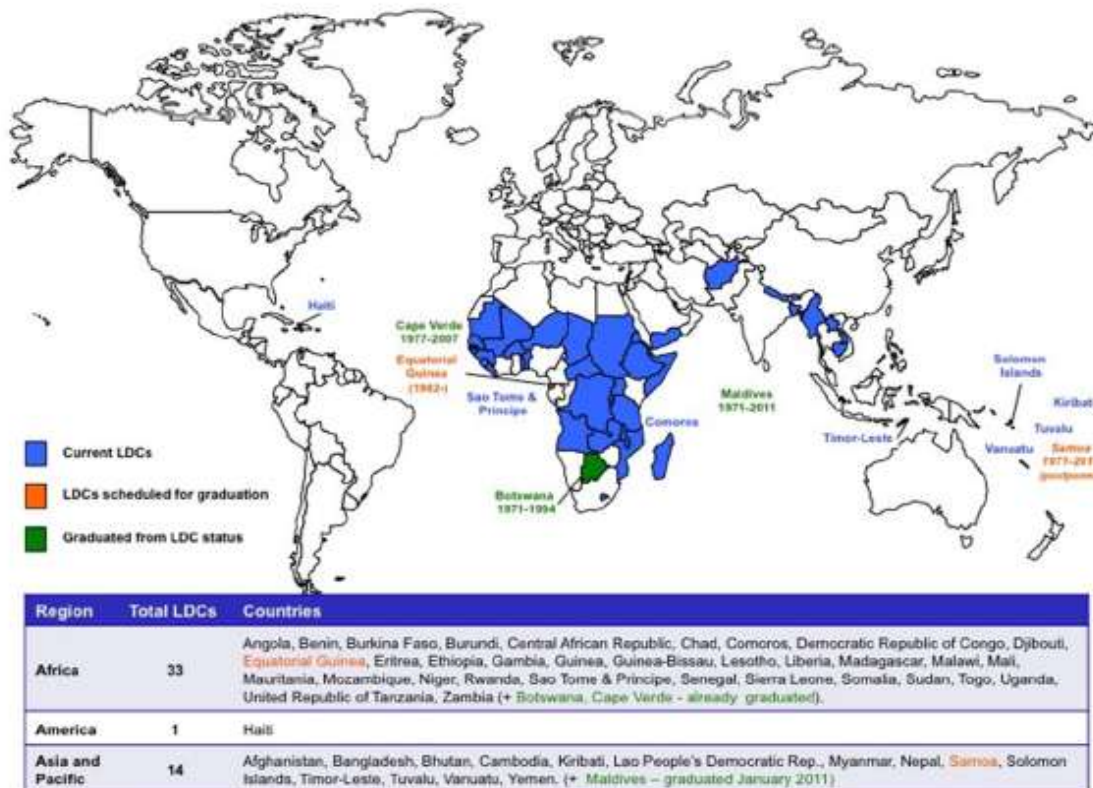 Haiti
Cape Verde
1977-2007
Equatorial
Guinea
(1982-)
Sao Tome &
Principe
Comoros
Maldives
1971-2011
Solomon
Islands
Kiribati
Timor-Leste
Tuvalu
Vanuatu
Samoa
Botswana
1971-1994
Current LDCs
LDCs scheduled for graduation
Graduated from LDC status
Region Total LDCs Countries
Africa 33 Angola, Benin, Burkina Faso, Burundi, Central African Republic, Chad, Comoros, Democratic Republic of Congo, Djibouti,
Equatorial Guinea, Eritrea, Ethiopia, Gambia, Guinea, Guinea-Bissau, Lesotho, Liberia, Madagascar, Malawi, Mali,
Mauritania, Mozambique, Niger, Rwanda, Sao Tome & Principe, Senegal, Sierra Leone, Somalia, Sudan, Togo, Uganda,
United Republic of Tanzania, Zambia (+ Botswana, Cape Verde - already graduated).
America 1 Haiti
Asia and Pacific 14 Afghanistan, Bangladesh, Bhutan, Cambodia, Kiribati, Lao People's Democratic Rep., Myanmar, Nepal, Samoa, Solomon
Islands, Timor-Leste, Tuvalu, Vanuatu, Yemen. (+ Maldives – graduated January 2011)